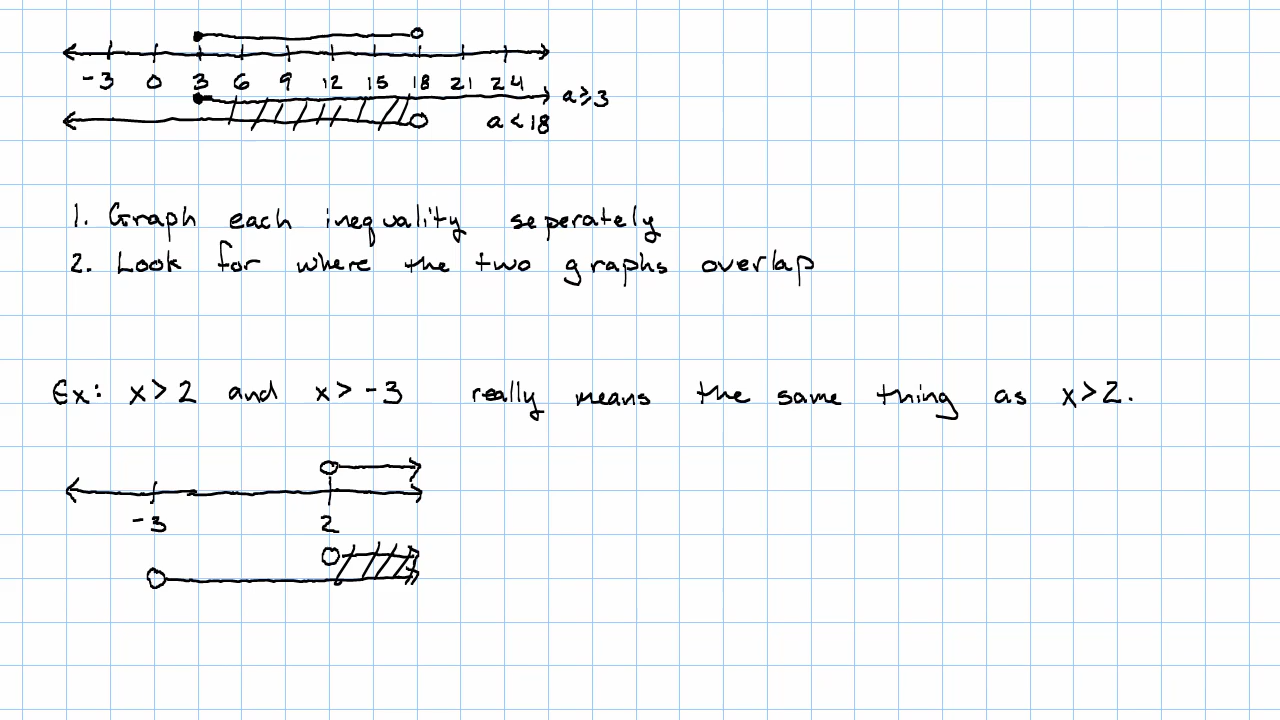 -3 0 3 6 9 12 15 18 21 24
a ≥ 3
a < 18
1. Graph each inequality seperately
2. Look for where the two graphs overlap
Ex: x > 2 and x > -3 really means the same thing as x > 2.
-3 2